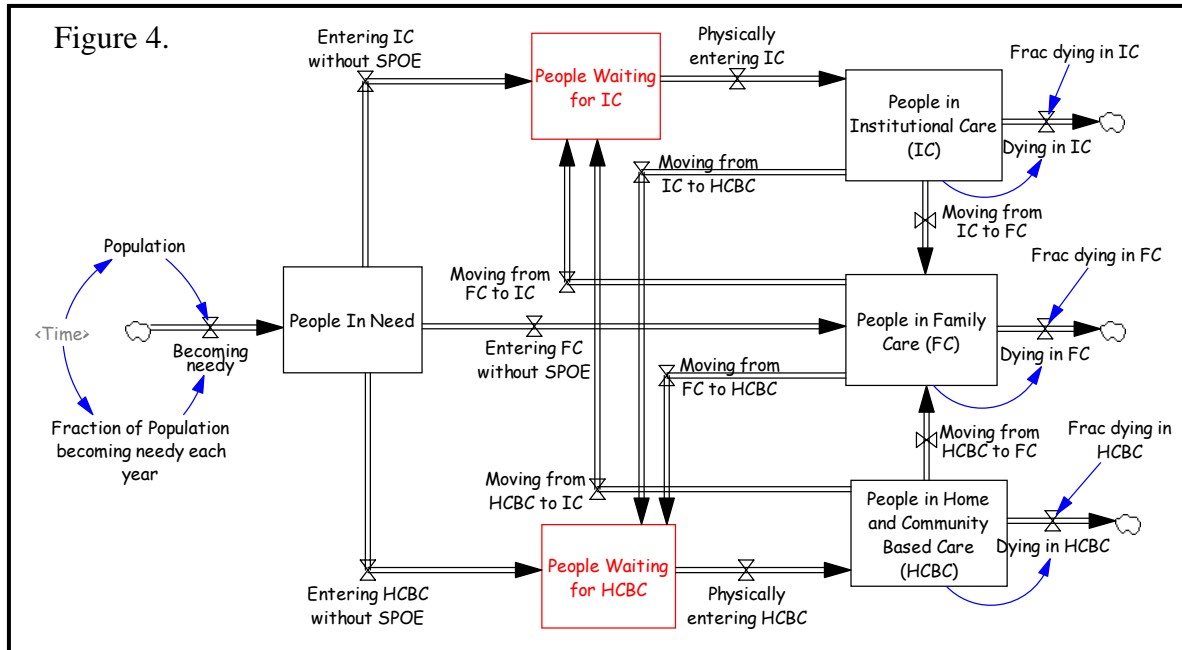 Figure 4.
Entering IC
without SPOE
People Waiting
for IC
Physically
entering IC
People in
Institutional Care
(IC)
Frac dying in IC
Dying in IC
Moving from
IC to HCBC
Moving from
IC to FC
Population
<Time>
Becoming
needy
Fraction of Population
becoming needy each
year
People In Need
Moving from
FC to IC
Entering FC
without SPOE
People in Family
Care (FC)
Frac dying in FC
Dying in FC
Moving from
FC to HCBC
Moving from
HCBC to FC
Moving from
HCBC to IC
Frac dying in
HCBC
People in Home
and Community
Based Care
(HCBC)
Dying in HCBC
Entering HCBC
without SPOE
People Waiting
for HCBC
Physically
entering HCBC